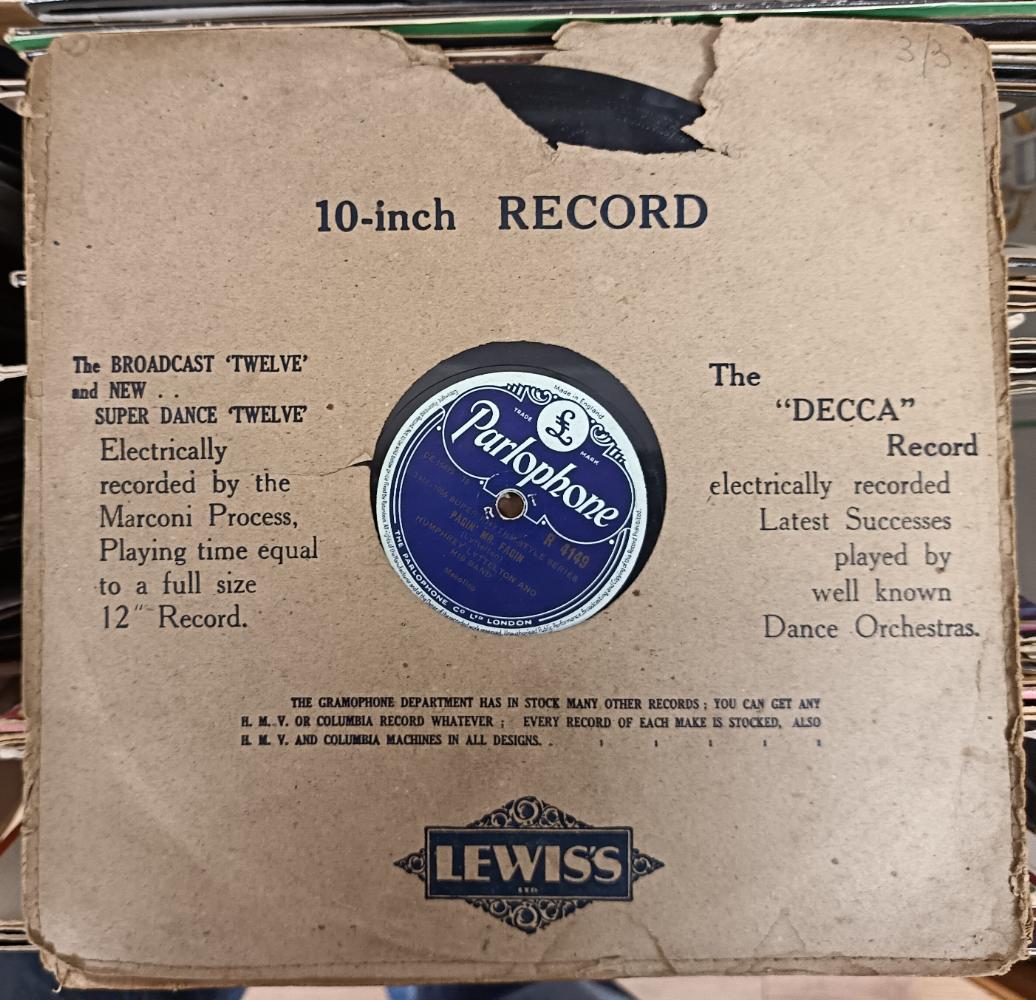 3/3
10-inch RECORD
The BROADCAST ‘TWELVE’
and NEW . .
SUPER DANCE ‘TWELVE’
Electrically
recorded by the
Marconi Process,
Playing time equal
to a full size
12" Record.
The
“DECCA”
Record
electrically recorded
Latest Successes
played by
well known
Dance Orchestras.
Made in England
TRADE MARK
£
Parlophone
R 4149
PAGIN' MR. FAGIN
(Lyttelton)
HUMPHREY LYTTELTON AND
HIS BAND
THE PARLOPHONE CO LTD LONDON
THE GRAMOPHONE DEPARTMENT HAS IN STOCK MANY OTHER RECORDS ; YOU CAN GET ANY
H. M. V. OR COLUMBIA RECORD WHATEVER ; EVERY RECORD OF EACH MAKE IS STOCKED, ALSO
H. M. V. AND COLUMBIA MACHINES IN ALL DESIGNS. .
LEWIS'S
LTD